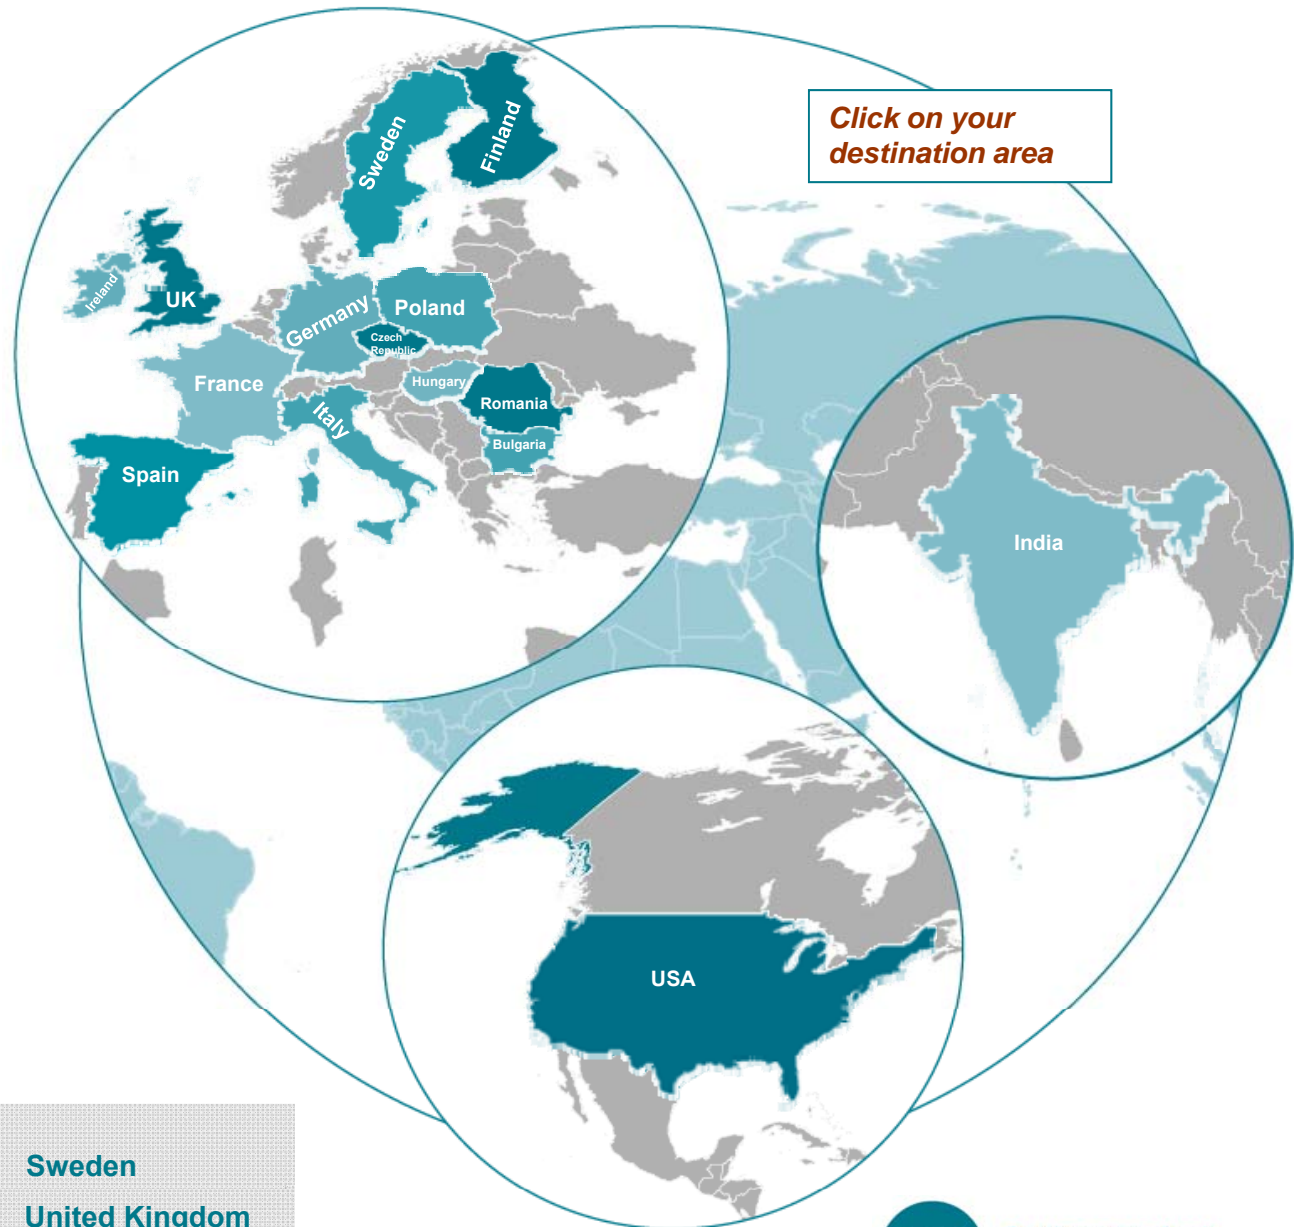 Click on your
destination area
Sweden
Finland
Ireland
UK
Germany
Poland
Czech
Republic
France
Hungary
Italy
Romania
Bulgaria
Spain
India
USA
Sweden
United Kingdom